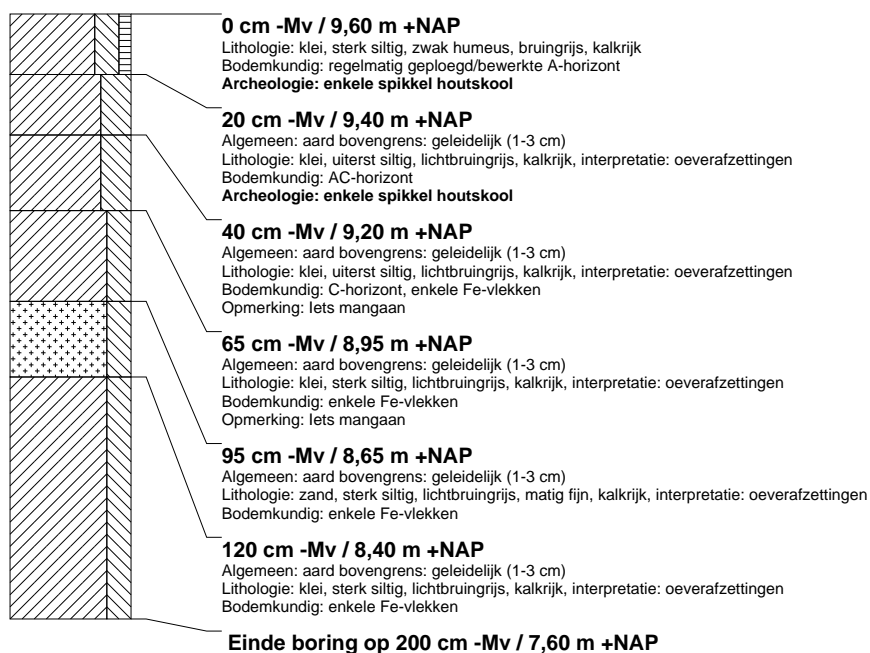 0 cm -Mv / 9,60 m +NAP
Lithologie: klei, sterk siltig, zwak humeus, bruingrijs, kalkrijk
Bodemkundig: regelmatig geploegd/bewerkte A-horizont
Archeologie: enkele spikkel houtskool
20 cm -Mv / 9,40 m +NAP
Algemeen: aard bovengrens: geleidelijk (1-3 cm)
Lithologie: klei, uiterst siltig, lichtbruingrijs, kalkrijk, interpretatie: oeverafzettingen
Bodemkundig: AC-horizont
Archeologie: enkele spikkel houtskool
40 cm -Mv / 9,20 m +NAP
Algemeen: aard bovengrens: geleidelijk (1-3 cm)
Lithologie: klei, uiterst siltig, lichtbruingrijs, kalkrijk, interpretatie: oeverafzettingen
Bodemkundig: C-horizont, enkele Fe-vlekken
Opmerking: Iets mangaan
65 cm -Mv / 8,95 m +NAP
Algemeen: aard bovengrens: geleidelijk (1-3 cm)
Lithologie: klei, sterk siltig, lichtbruingrijs, kalkrijk, interpretatie: oeverafzettingen
Bodemkundig: enkele Fe-vlekken
Opmerking: Iets mangaan
95 cm -Mv / 8,65 m +NAP
Algemeen: aard bovengrens: geleidelijk (1-3 cm)
Lithologie: zand, sterk siltig, lichtbruingrijs, matig fijn, kalkrijk, interpretatie: oeverafzettingen
Bodemkundig: enkele Fe-vlekken
120 cm -Mv / 8,40 m +NAP
Algemeen: aard bovengrens: geleidelijk (1-3 cm)
Lithologie: klei, sterk siltig, lichtbruingrijs, kalkrijk, interpretatie: oeverafzettingen
Bodemkundig: enkele Fe-vlekken
Einde boring op 200 cm -Mv / 7,60 m +NAP